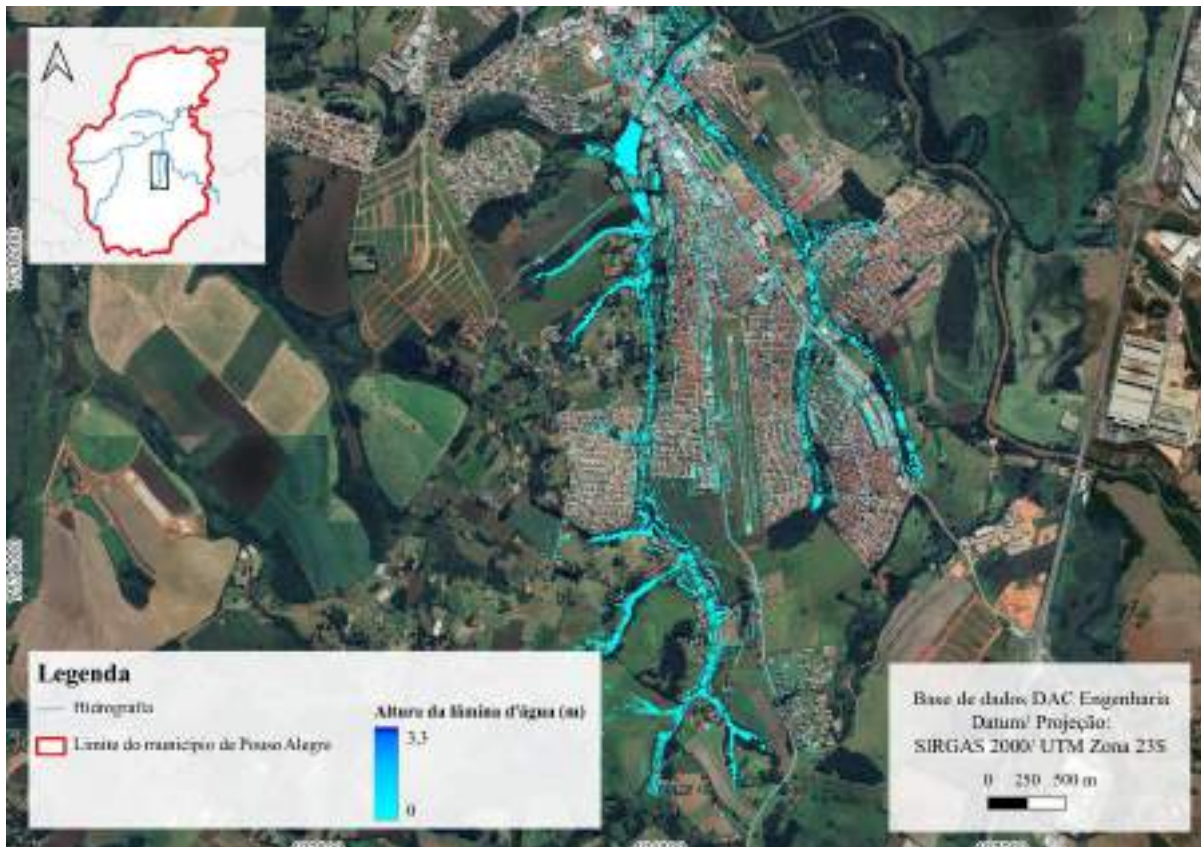 Legenda
Hidrografia
Limite do município de Pouso Alegre
Altura da lâmina d'água (m)
3,3
0
Base de dados DAC Engenharia
Datum/ Projeção:
SIRGAS 2000/ UTM Zona 23S
0 250 500 m